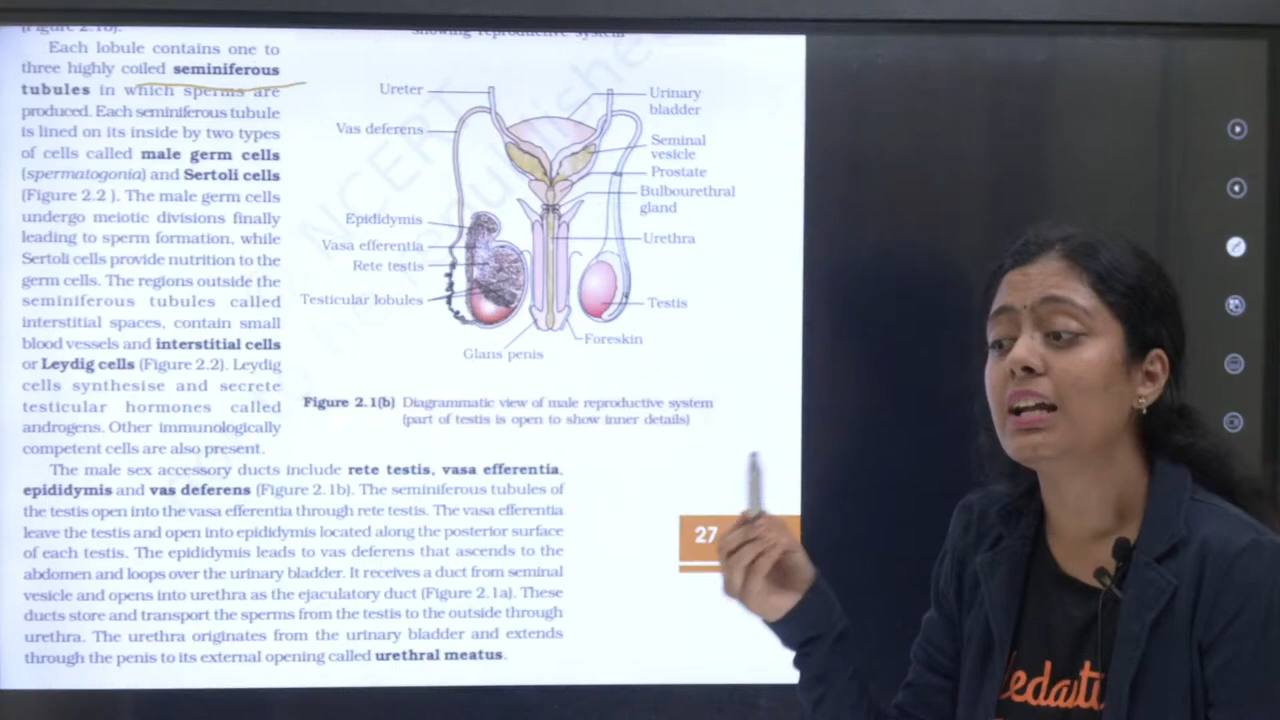 (Figure 2.1b).
Each lobule contains one to
three highly coiled seminiferous
tubules in which sperms are
produced. Each seminiferous tubule
is lined on its inside by two types
of cells called male germ cells
(spermatogonia) and Sertoli cells
(Figure 2.2 ). The male germ cells
undergo meiotic divisions finally
leading to sperm formation, while
Sertoli cells provide nutrition to the
germ cells. The regions outside the
seminiferous tubules called
interstitial spaces, contain small
blood vessels and interstitial cells
or Leydig cells (Figure 2.2). Leydig
cells synthesise and secrete
testicular hormones called
androgens. Other immunologically
competent cells are also present.
showing reproductive system
Ureter
Vas deferens
Epididymis
Vasa efferentia
Rete testis
Testicular lobules
Glans penis
Urinary
bladder
Seminal
vesicle
Prostate
Bulbourethral
gland
Urethra
Testis
Foreskin
Figure 2.1(b) Diagrammatic view of male reproductive system
(part of testis is open to show inner details)
The male sex accessory ducts include rete testis, vasa efferentia,
epididymis and vas deferens (Figure 2.1b). The seminiferous tubules of
the testis open into the vasa efferentia through rete testis. The vasa efferentia
leave the testis and open into epididymis located along the posterior surface
of each testis. The epididymis leads to vas deferens that ascends to the
abdomen and loops over the urinary bladder. It receives a duct from seminal
vesicle and opens into urethra as the ejaculatory duct (Figure 2.1a). These
ducts store and transport the sperms from the testis to the outside through
urethra. The urethra originates from the urinary bladder and extends
through the penis to its external opening called urethral meatus.
27
NCERT